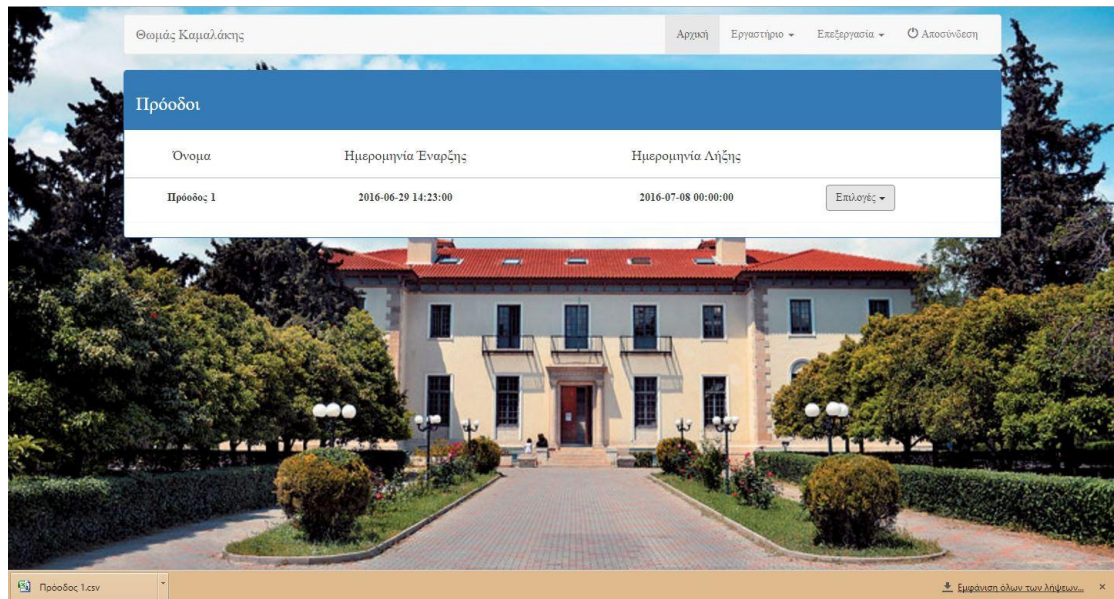 Θωμάς Καμαλάκης Αρχική Εργαστήριο Επεξεργασία Αποσύνδεση
Πρόοδοι
Όνομα Ημερομηνία Έναρξης Ημερομηνία Λήξης
Πρόοδος 1 2016-06-29 14:23:00 2016-07-08 00:00:00 Επιλογές
Πρόοδος 1.csv Εμφάνιση όλων των λήψεων...